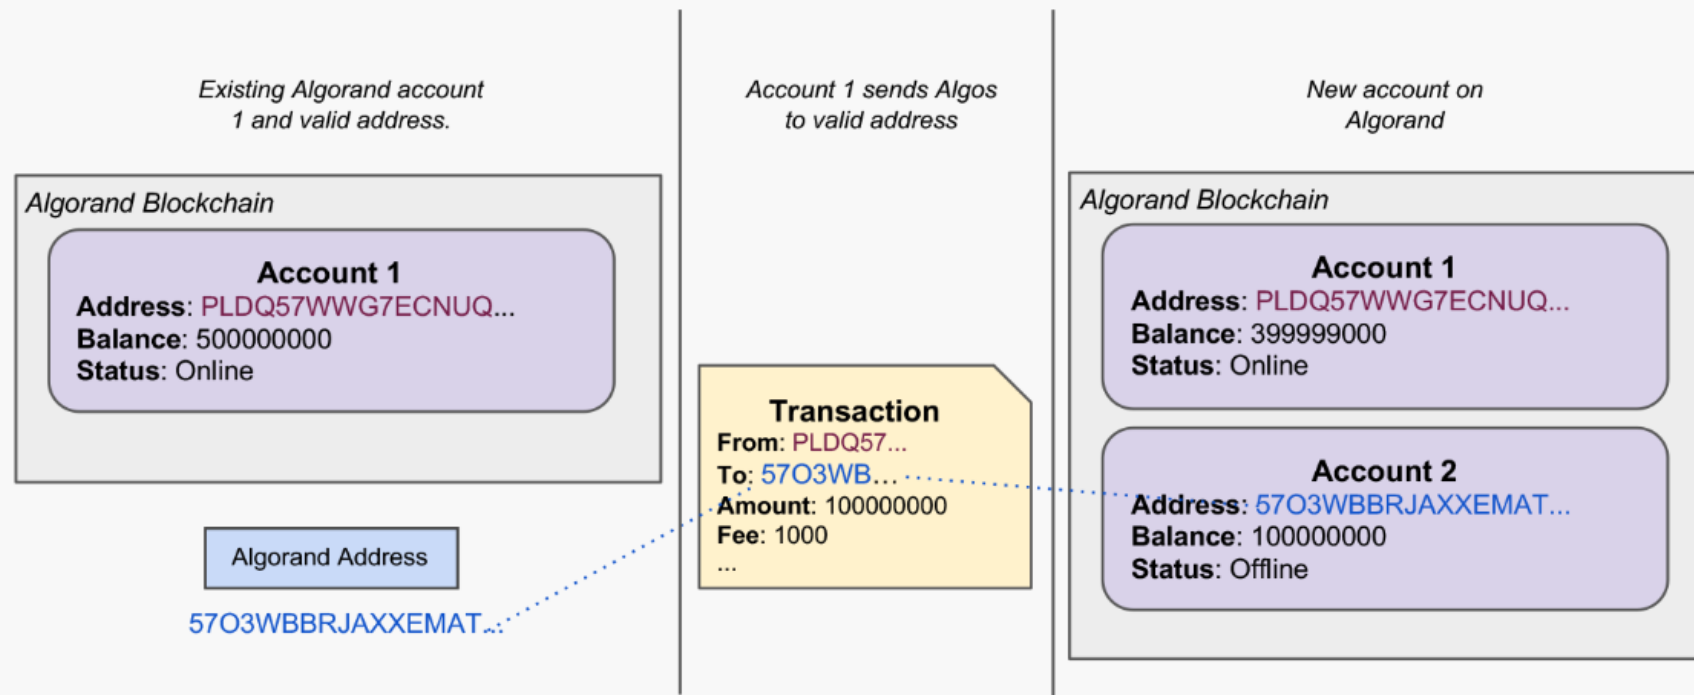 Existing Algorand account
1 and valid address.
Algorand Blockchain
Account 1
Address: PLDQ57WWG7ECNUQ...
Balance: 500000000
Status: Online
Algorand Address
57O3WBBRJAXXEMAT...
Account 1 sends Algos
to valid address
Transaction
From: PLDQ57...
To: 57O3WB...
Amount: 100000000
Fee: 1000
...
New account on
Algorand
Algorand Blockchain
Account 1
Address: PLDQ57WWG7ECNUQ...
Balance: 399999000
Status: Online
Account 2
Address: 57O3WBBRJAXXEMAT...
Balance: 100000000
Status: Offline